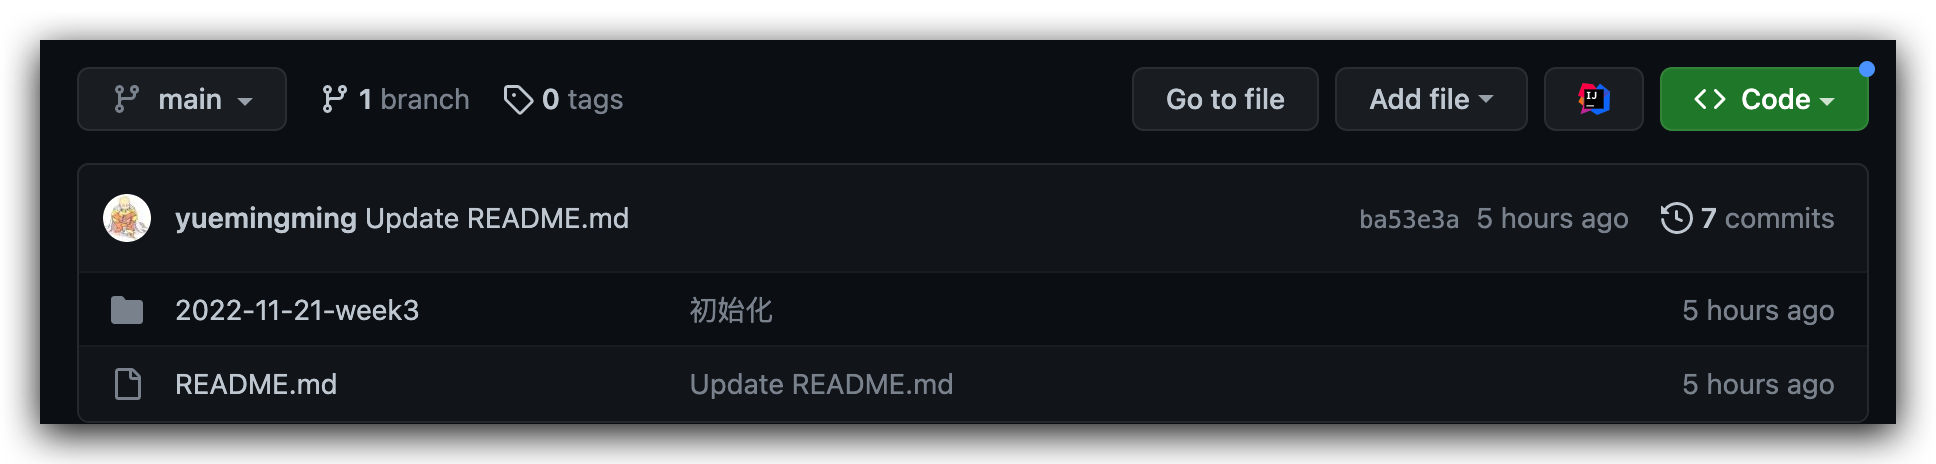 main 1 branch 0 tags Go to file Add file IJ Code
yuemingming Update README.md ba53e3a 5 hours ago 7 commits
2022-11-21-week3 初始化 5 hours ago
README.md Update README.md 5 hours ago